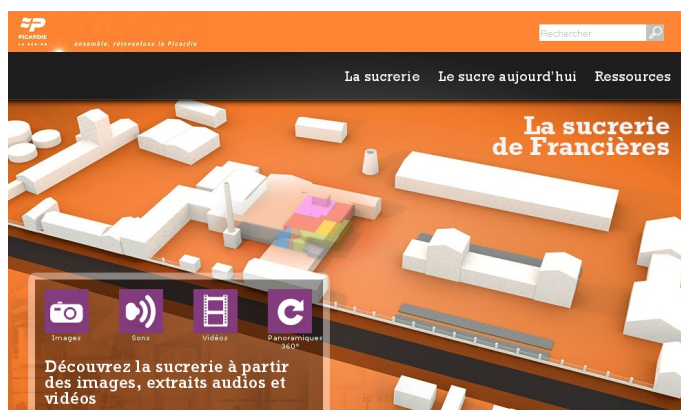 PICARDIE
LA RÉGION
ensemble, réinventons la Picardie
Rechercher
La sucrerie
Le sucre aujourd'hui
Ressources
La sucrerie
de Francières
Images
Sons
Vidéos
Panoramiques
360°
Découvrez la sucrerie à partir
des images, extraits audios et
vidéos